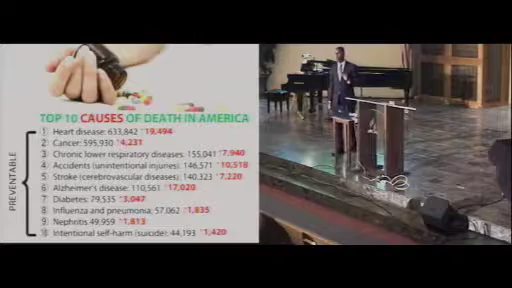 TOP 10 CAUSES OF DEATH IN AMERICA
PREVENTABLE
1 Heart disease: 633,842 ↑19,494
2 Cancer: 595,930 ↑4,231
3 Chronic lower respiratory diseases: 155,041 ↑7,940
4 Accidents (unintentional injuries): 146,571 ↑10,518
5 Stroke (cerebrovascular diseases): 140,323 ↑7,220
6 Alzheimer's disease: 110,561 ↑17,020
7 Diabetes: 79,535 ↑3,047
8 Influenza and pneumonia: 57,062 ↑1,835
9 Nephritis 49,959 ↑1,813
10 Intentional self-harm (suicide): 44,193 ↑1,420